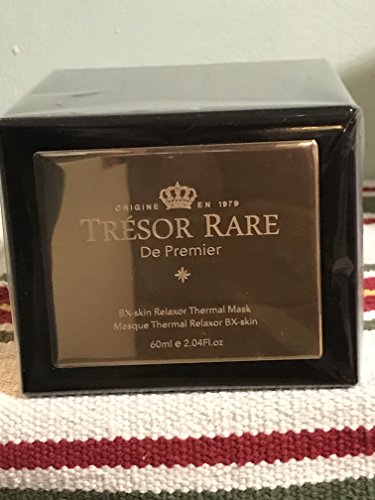 ORIGINE EN 1979
TRÉSOR RARE
De Premier
BX-skin Relaxor Thermal Mask
Masque Thermal Relaxor BX-skin
60ml e 2.04Fl.oz